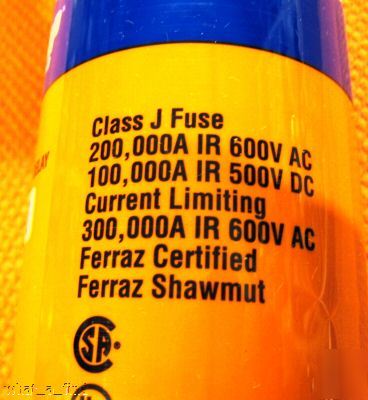 Class J Fuse
200,000A IR 600V AC
100,000A IR 500V DC
Current Limiting
300,000A IR 600V AC
Ferraz Certified
Ferraz Shawmut
SA